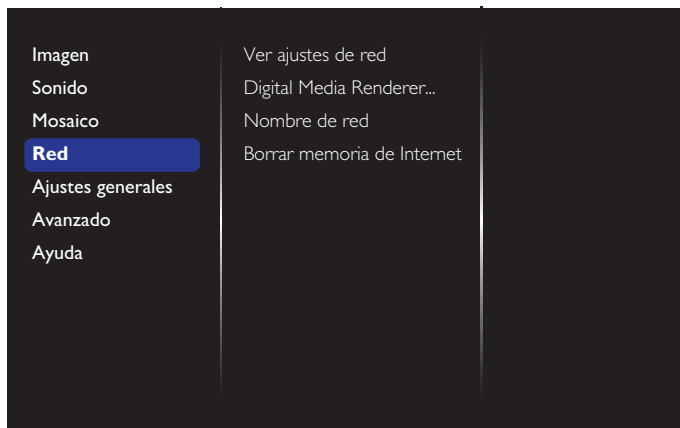 Imagen
Sonido
Mosaico
Red
Ajustes generales
Avanzado
Ayuda
Ver ajustes de red
Digital Media Renderer...
Nombre de red
Borrar memoria de Internet